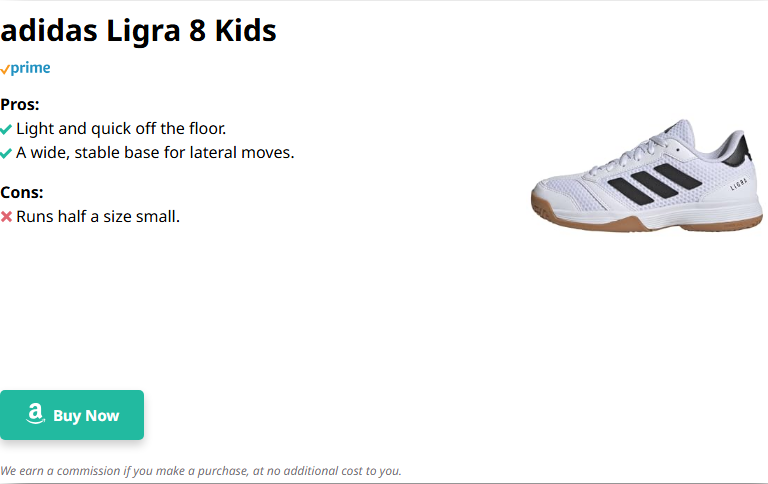 adidas Ligra 8 Kids
prime
Pros:
Light and quick off the floor.
A wide, stable base for lateral moves.
Cons:
Runs half a size small.
LIGRA
Buy Now
We earn a commission if you make a purchase, at no additional cost to you.